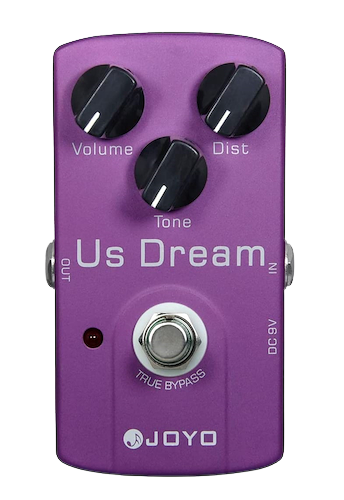 Volume
Dist
Tone
Us Dream
OUT
IN
DC 9V
TRUE BYPASS
JOYO